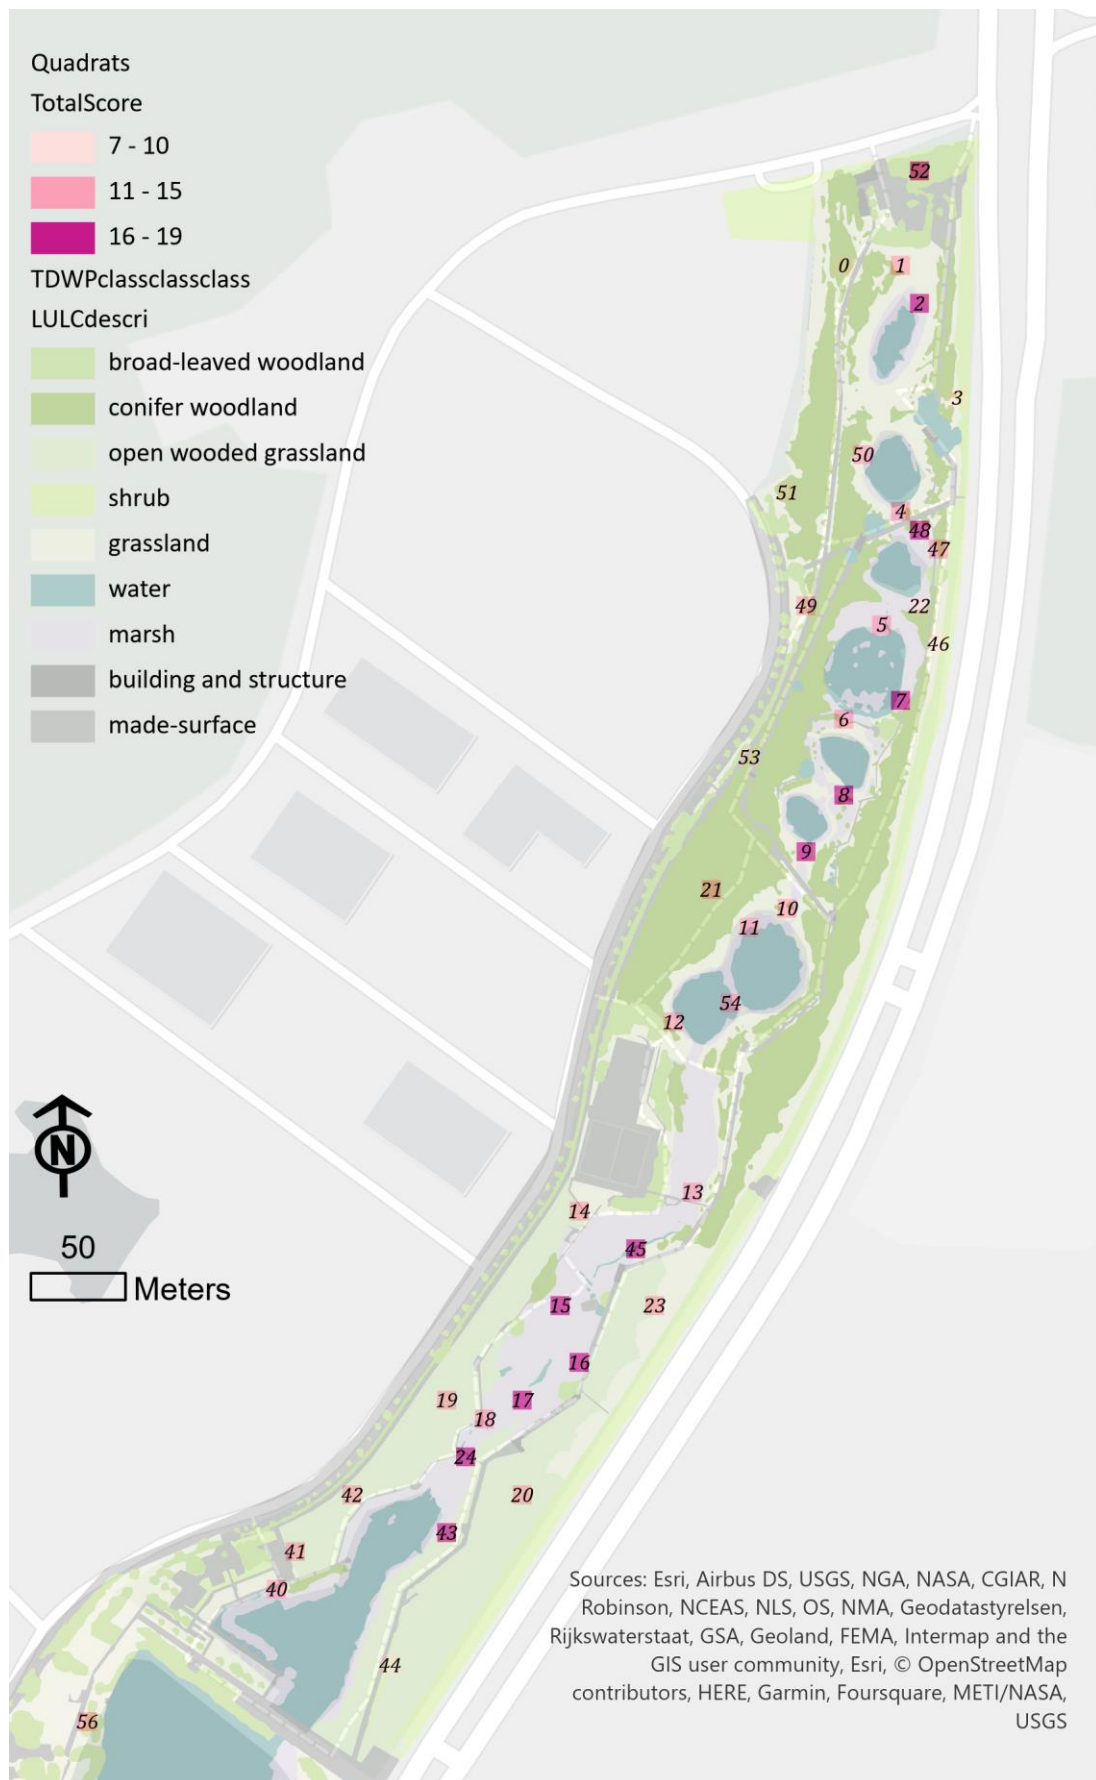 Quadrats
TotalScore
7 - 10
11 - 15
16 - 19
TDWPclassclassclass
LULCdescri
broad-leaved woodland
conifer woodland
open wooded grassland
shrub
grassland
water
marsh
building and structure
made-surface
52
0
1
2
3
50
51
4
48
47
49
22
5
46
7
6
53
8
9
21
10
11
54
12
N
50
Meters
13
14
45
15
23
16
19
17
18
24
42
20
43
41
40
44
56
Sources: Esri, Airbus DS, USGS, NGA, NASA, CGIAR, N
Robinson, NCEAS, NLS, OS, NMA, Geodatastyrelsen,
Rijkswaterstaat, GSA, Geoland, FEMA, Intermap and the
GIS user community, Esri, © OpenStreetMap
contributors, HERE, Garmin, Foursquare, METI/NASA,
USGS